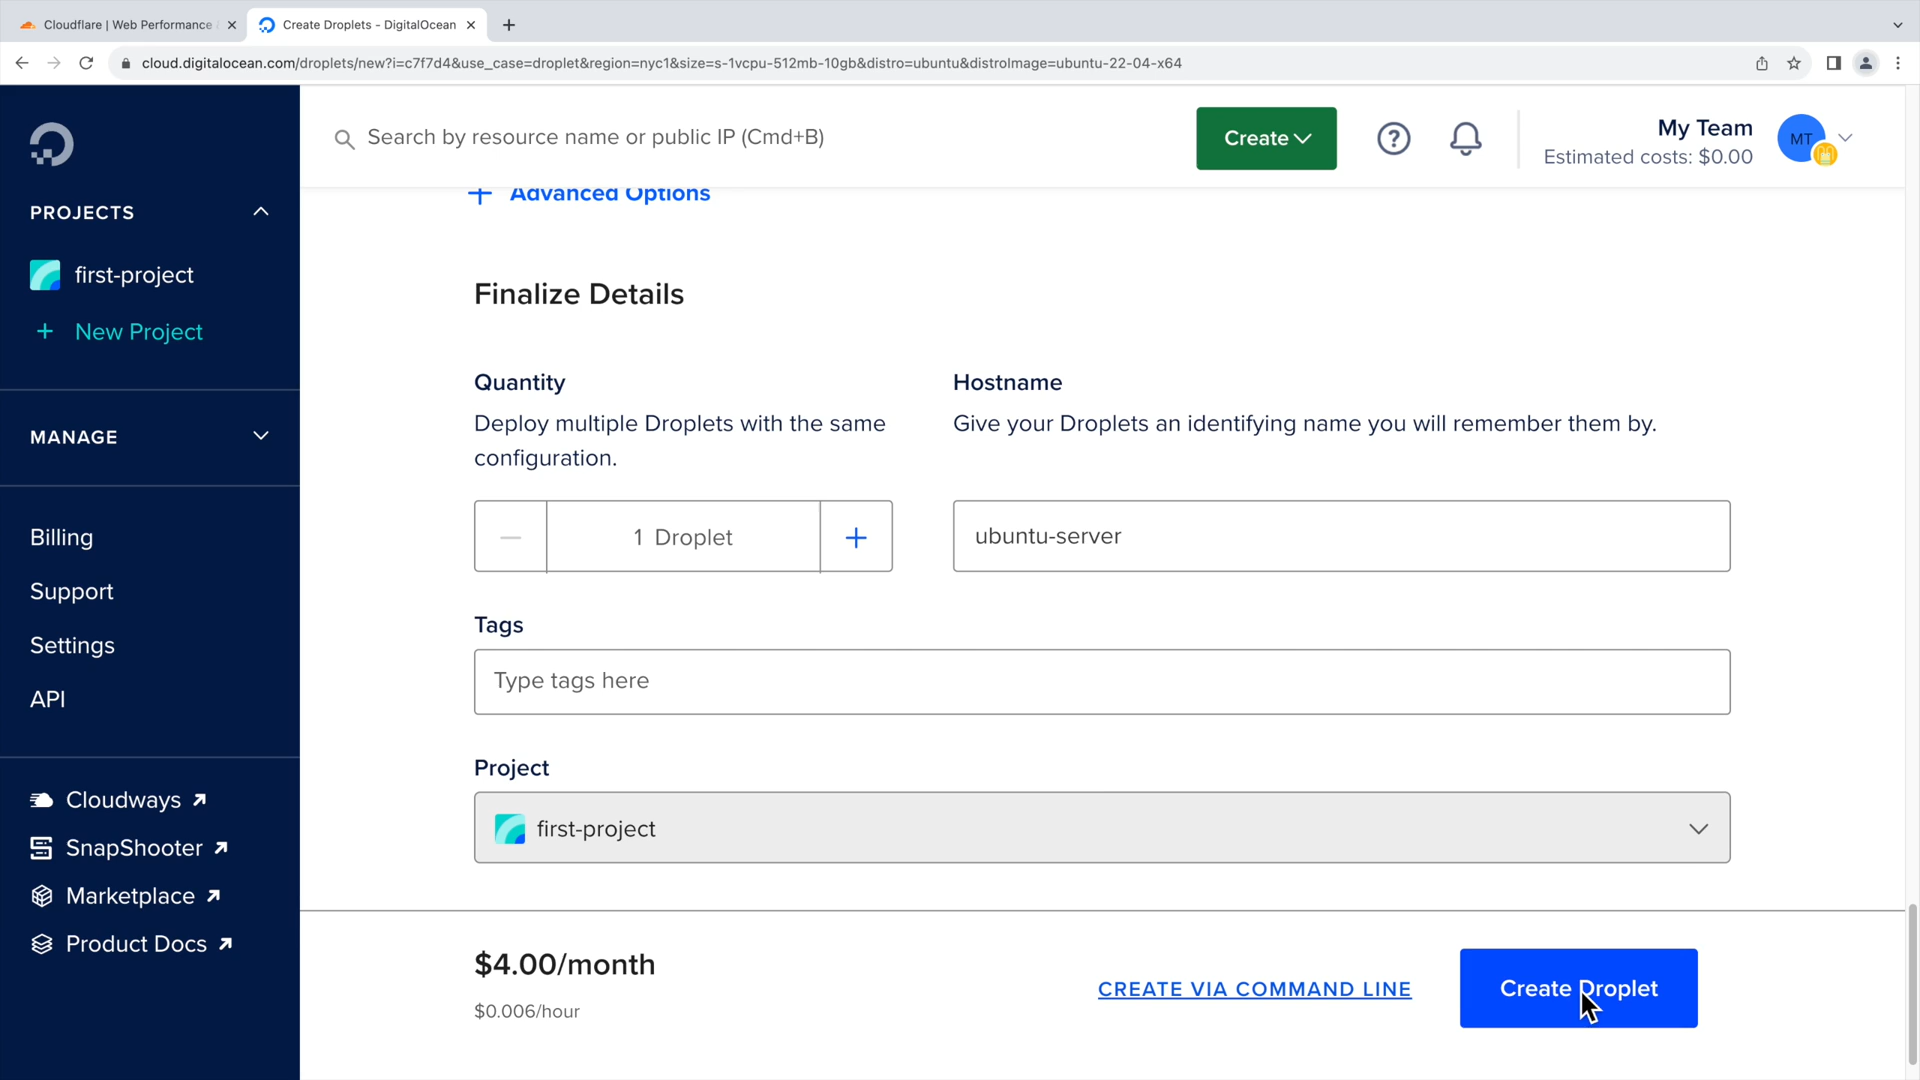 Cloudflare | Web Performance
Create Droplets - DigitalOcean
cloud.digitalocean.com/droplets/new?i=c7f7d4&use_case=droplet&region=nyc1&size=s-1vcpu-512mb-10gb&distro=ubuntu&distroImage=ubuntu-22-04-x64
Search by resource name or public IP (Cmd+B)
Create
My Team
Estimated costs: $0.00
MT
PROJECTS
first-project
+ New Project
MANAGE
Billing
Support
Settings
API
Cloudways
SnapShooter
Marketplace
Product Docs
+ Advanced Options
Finalize Details
Quantity
Deploy multiple Droplets with the same
configuration.
1 Droplet
Hostname
Give your Droplets an identifying name you will remember them by.
ubuntu-server
Tags
Type tags here
Project
first-project
$4.00/month
$0.006/hour
CREATE VIA COMMAND LINE
Create Droplet